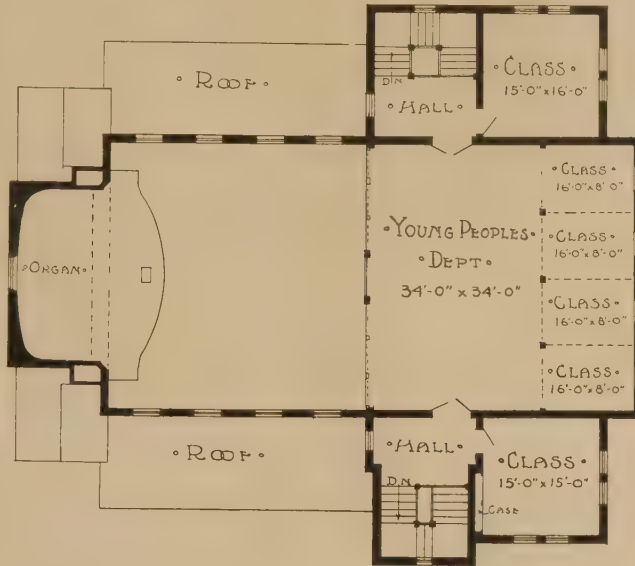 • ROOF •
DN
HALL •
• CLASS •
15'-0" x 16'-0"
• CLASS •
16'-0" x 8'-0"
• YOUNG PEOPLES •
• DEPT •
34'-0" x 34'-0"
• CLASS •
16'-0" x 8'-0"
• ORGAN •
• CLASS •
16'-0" x 8'-0"
• CLASS •
16'-0" x 8'-0"
• ROOF •
• HALL •
DN
• CLASS •
15'-0" x 15'-0"
CASE